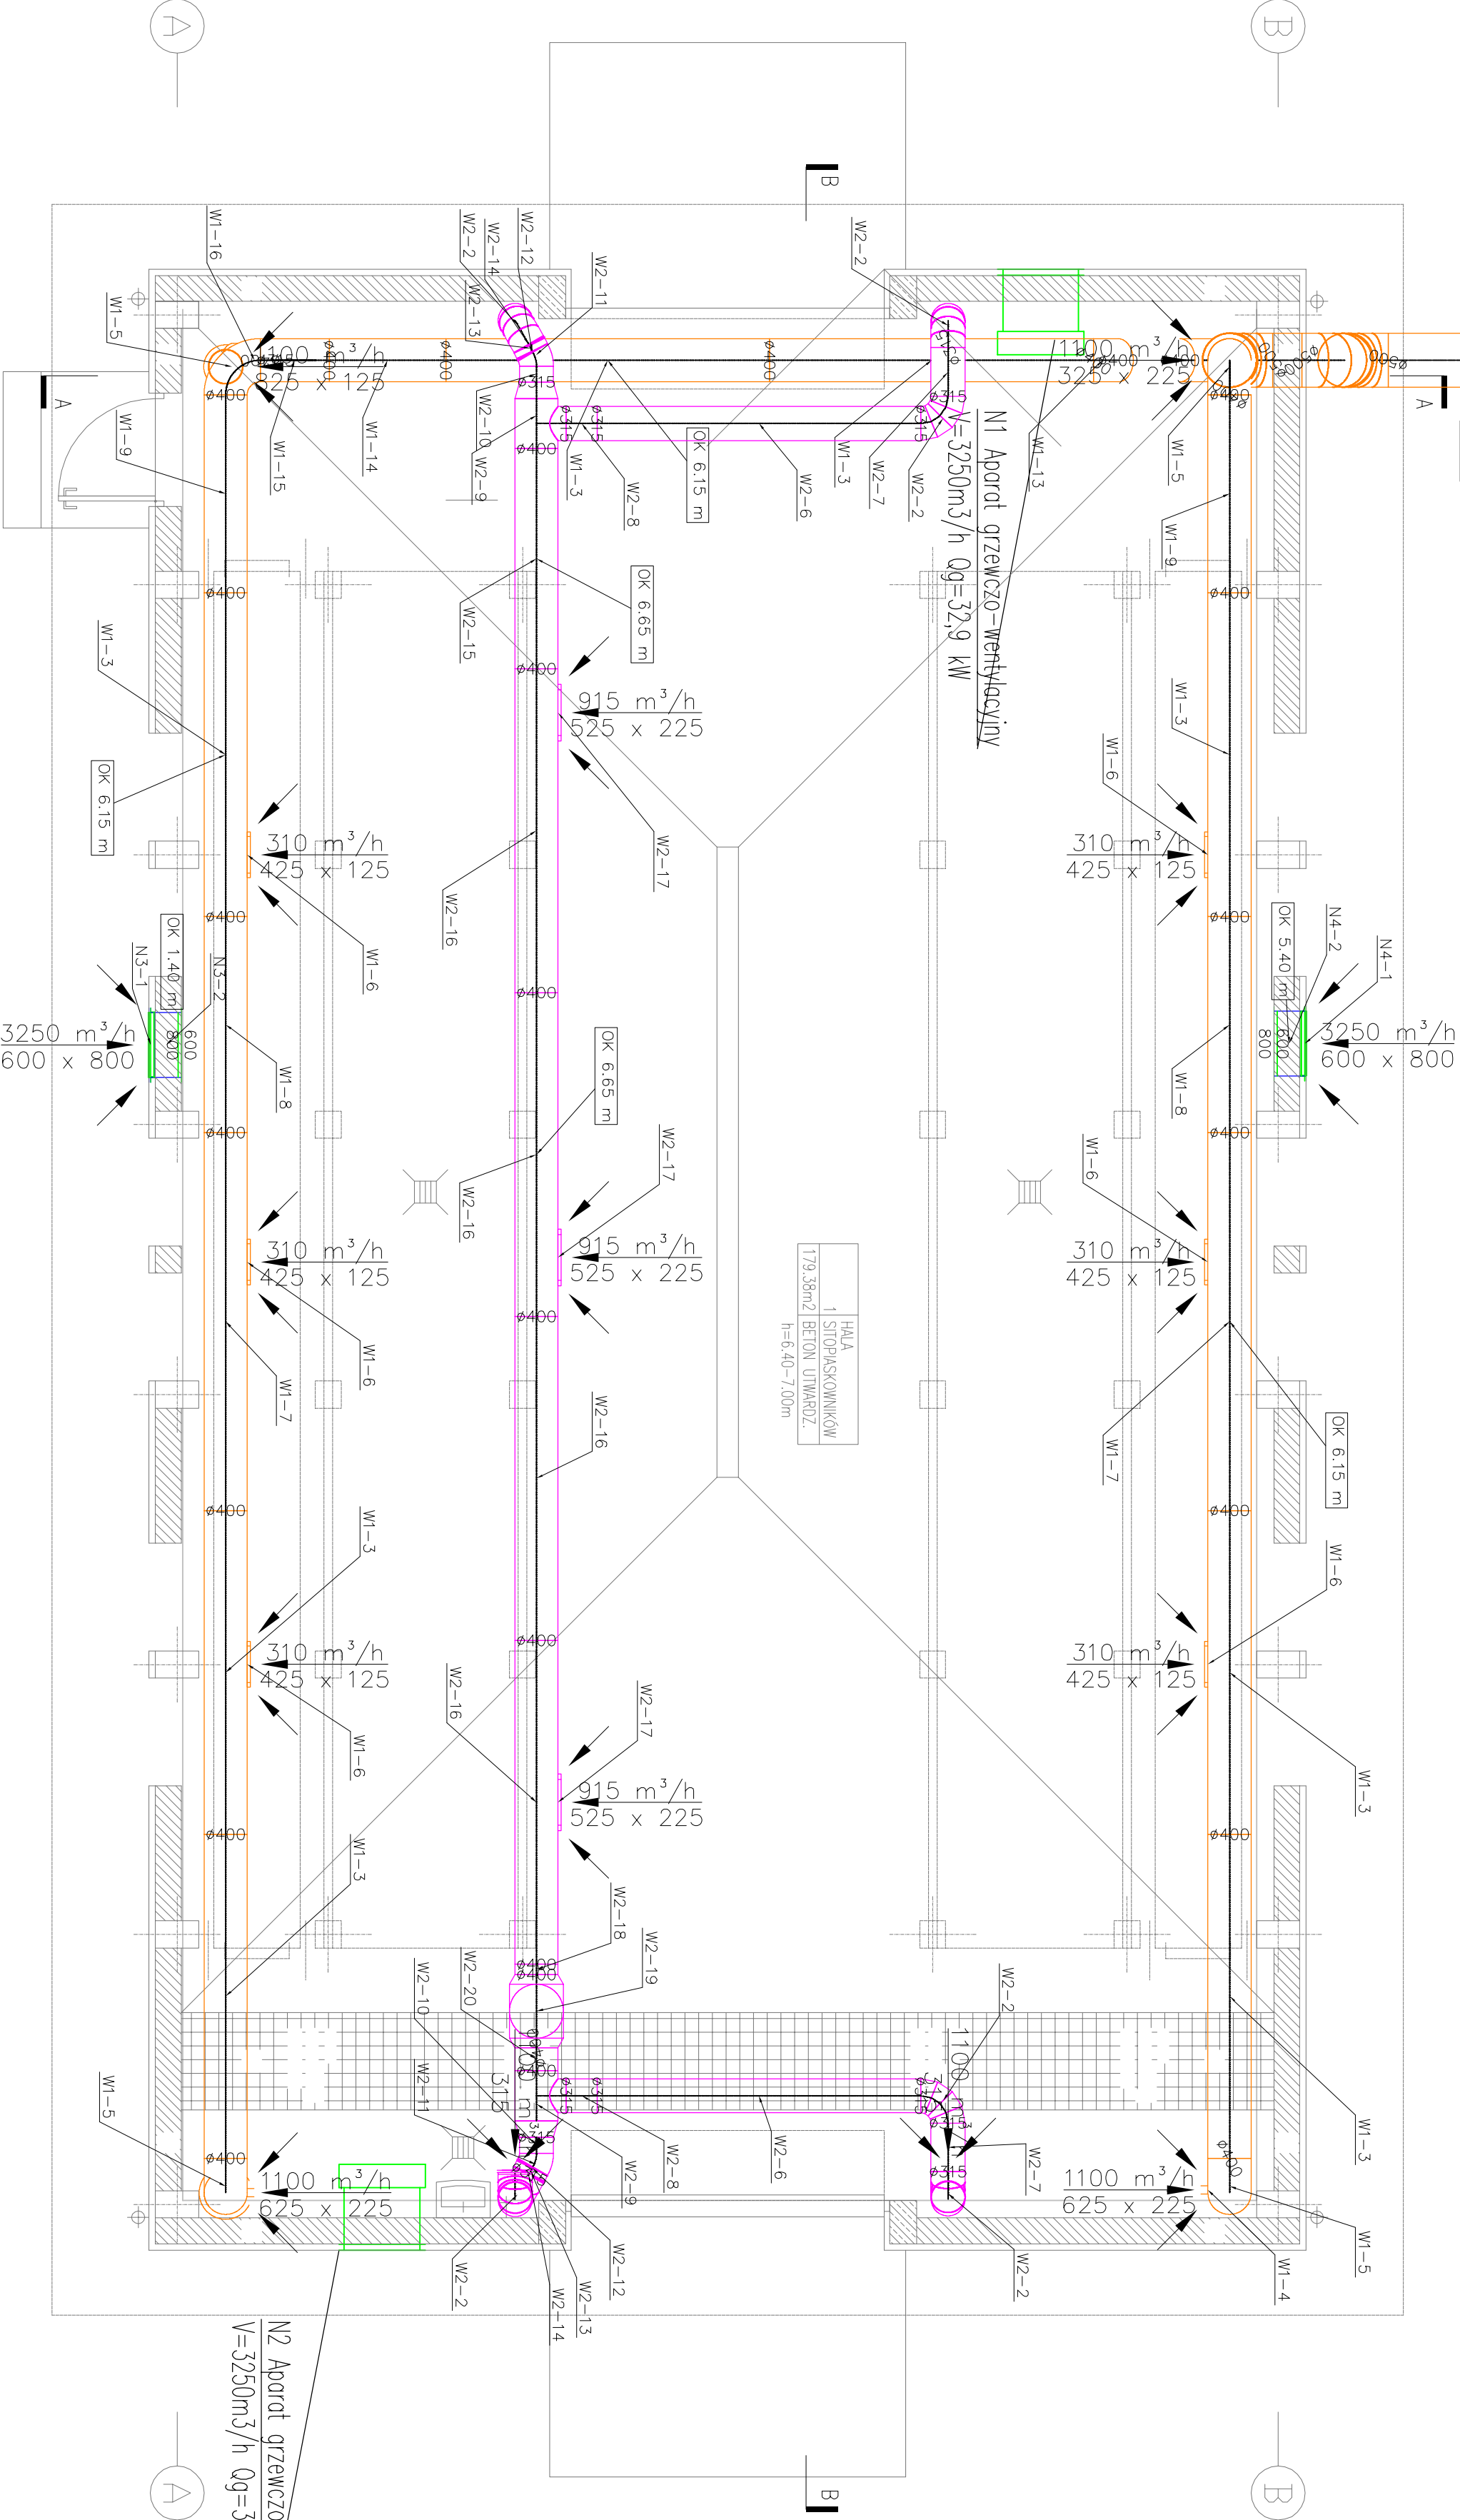 A
B
B
W1-16
W2-2
W2-14
W2-12
W2-11
W2-13
W2-2
W1-5
1100 m³/h
825 x 125
ø400
ø400
ø400
ø315
1100 m³/h
325 x 225
ø400
ø500
A
A
ø400
ø315
ø315
ø315
ø315
ø400
ø400
W1-9
W1-15
W1-14
W2-10
W2-9
W1-3
W2-8
OK 6.15 m
W2-6
W1-3
W2-7
W2-2
N1 Aparat grzewczo-wentylacyjny
V=3250m3/h Qg=32,9 kW
W1-13
W1-5
W1-9
ø400
ø400
W1-3
W2-15
OK 6.65 m
ø400
915 m³/h
525 x 225
W1-3
W1-6
OK 6.15 m
310 m³/h
425 x 125
W2-17
310 m³/h
425 x 125
ø400
W2-16
W1-6
ø400
OK 1.40 m
N3-1
N3-2
ø400
OK 5.40 m
N4-2
N4-1
3250 m³/h
600 x 800
600
800
600
800
3250 m³/h
600 x 800
W1-8
OK 6.65 m
W1-8
ø400
W2-17
W1-6
ø400
W2-16
310 m³/h
425 x 125
915 m³/h
525 x 225
310 m³/h
425 x 125
HALA
1 SITOPIASKOWNIKÓW
179.38m2 BETON UTWARDZ.
h=6.40-7.00m
ø400
W1-6
W1-7
W2-16
W1-7
OK 6.15 m
ø400
ø400
W1-3
W1-6
ø400
310 m³/h
425 x 125
310 m³/h
425 x 125
W2-16
W2-17
W1-6
W1-3
915 m³/h
525 x 225
ø400
ø400
W1-3
W2-18
W2-19
W2-20
W2-10
W2-2
ø400
ø400
W2-11
ø400
1100
315
ø315
ø315
ø315
W1-5
W1-3
W2-9
W2-8
W2-6
W2-7
ø315
ø315
ø315
ø400
ø400
1100 m³/h
625 x 225
1100 m³/h
625 x 225
W1-5
W1-4
W2-2
W2-14
W2-13
W2-12
W2-2
N2 Aparat grzewczo
V=3250m3/h Qg=3
A
B
B